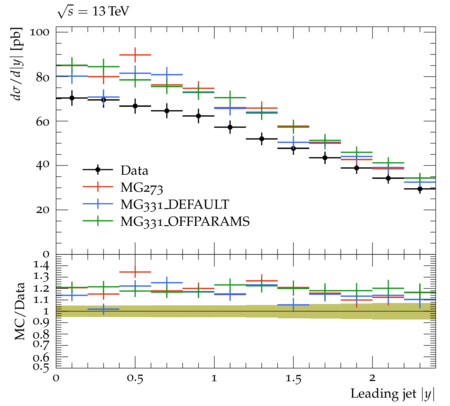 √s = 13 TeV
dσ/d|y| [pb]
100
80
60
40
20
0
Data
MG273
MG331_DEFAULT
MG331_OFFPARAMS
MC/Data
1.4
1.3
1.2
1.1
1
0.9
0.8
0.7
0.6
0.5
0 0.5 1 1.5 2
Leading jet |y|